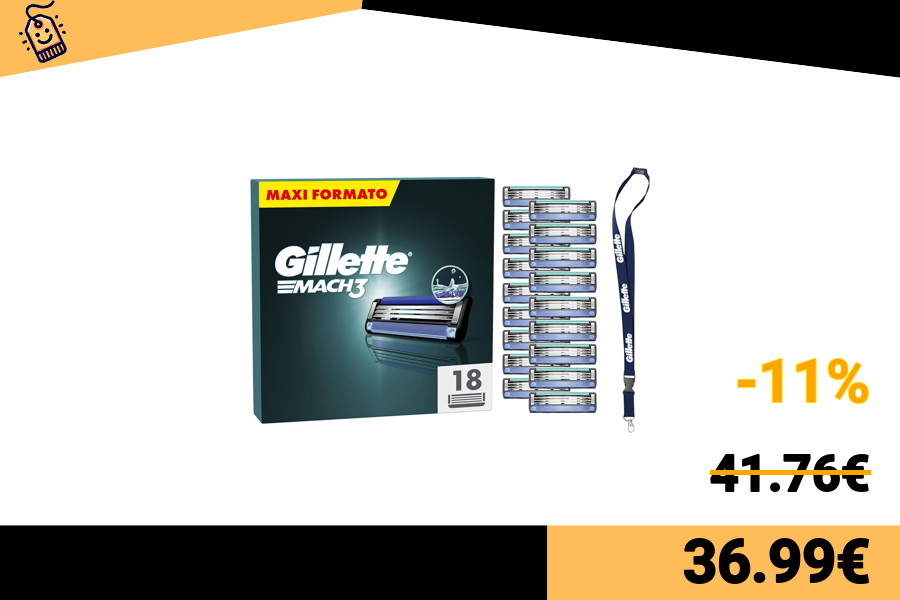 MAXI FORMATO
Gillette®
MACH3
18
Gillette
Gillette
Gillette
-11%
41.76€
36.99€